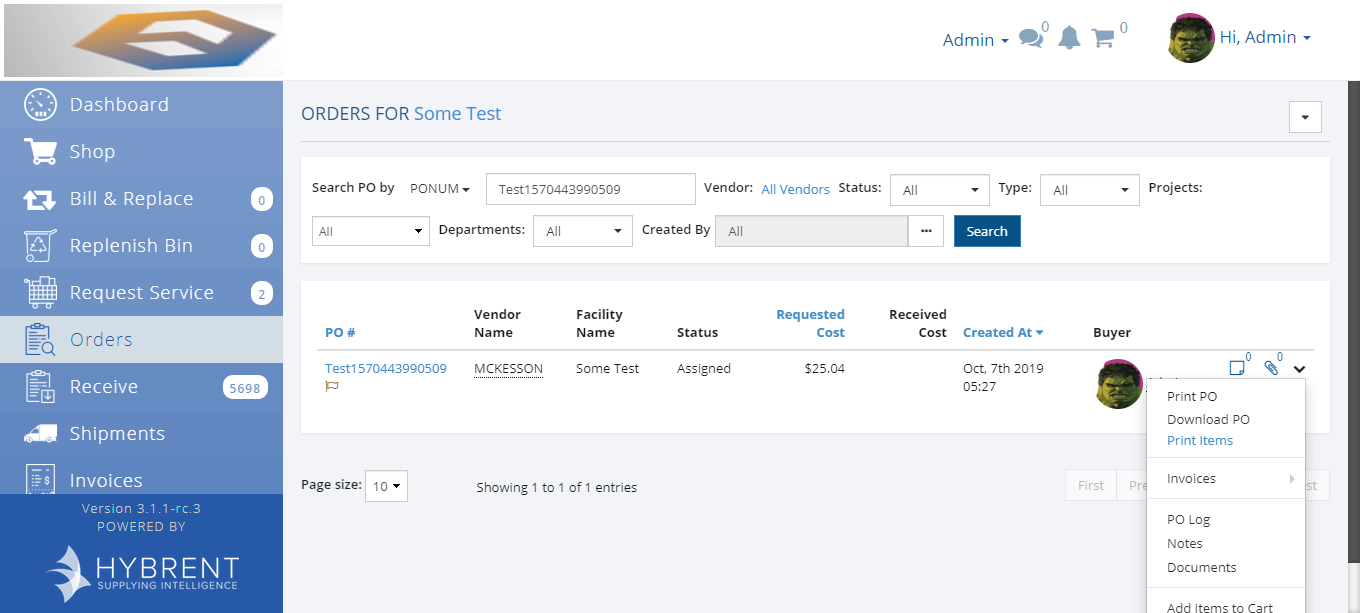 Admin 0 0 Hi, Admin
Dashboard
Shop
Bill & Replace 0
Replenish Bin 0
Request Service 2
Orders
Receive 5698
Shipments
Invoices
Version 3.1.1-rc.3
POWERED BY
HYBRENT
SUPPLYING INTELLIGENCE
ORDERS FOR Some Test
Search PO by PONUM Test1570443990509 Vendor: All Vendors Status: All Type: All Projects:
All Departments: All Created By All ... Search
PO # Vendor Name Facility Name Status Requested Cost Received Cost Created At Buyer
Test1570443990509 MCKESSON Some Test Assigned $25.04 Oct, 7th 2019 0 0
05:27
Print PO
Download PO
Print Items
Invoices
PO Log
Notes
Documents
Add Items to Cart
Page size: 10 Showing 1 to 1 of 1 entries First